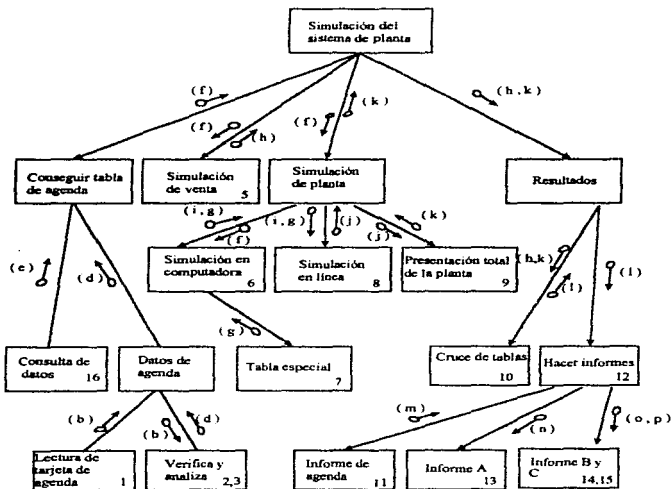 Simulación del
sistema de planta
(f)
(f)
(h)
(f)
(k)
(h,k)
Conseguir tabla
de agenda
Simulación
de venta
5
Simulación
de planta
Resultados
(i,g)
(f)
(i,g)
(j)
(k)
(j)
Simulación en
computadora
6
Simulación
en línea
8
Presentación total
de la planta
9
(h,k)
(l)
(l)
(e)
(d)
(g)
Consulta de
datos
16
Datos de
agenda
Tabla especial
7
Cruce de tablas
10
Hacer informes
12
(b)
(b)
(d)
(m)
(n)
(o,p)
Lectura de
tarjeta de
agenda
1
Verifica y
analiza
2,3
Informe de
agenda
11
Informe A
13
Informe B y
C
14,15